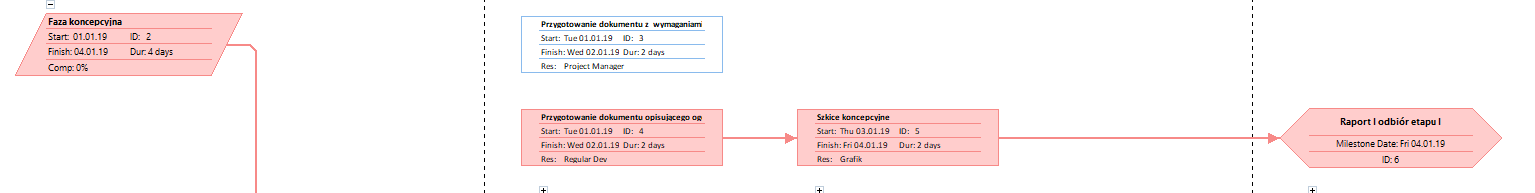 Faza koncepcyjna
Start: 01.01.19 ID: 2
Finish: 04.01.19 Dur: 4 days
Comp: 0%
Przygotowanie dokumentu z wymaganiami
Start: Tue 01.01.19 ID: 3
Finish: Wed 02.01.19 Dur: 2 days
Res: Project Manager
Przygotowanie dokumentu opisującego og
Start: Tue 01.01.19 ID: 4
Finish: Wed 02.01.19 Dur: 2 days
Res: Regular Dev
Szkice koncepcyjne
Start: Thu 03.01.19 ID: 5
Finish: Fri 04.01.19 Dur: 2 days
Res: Grafik
Raport I odbiór etapu I
Milestone Date: Fri 04.01.19
ID: 6